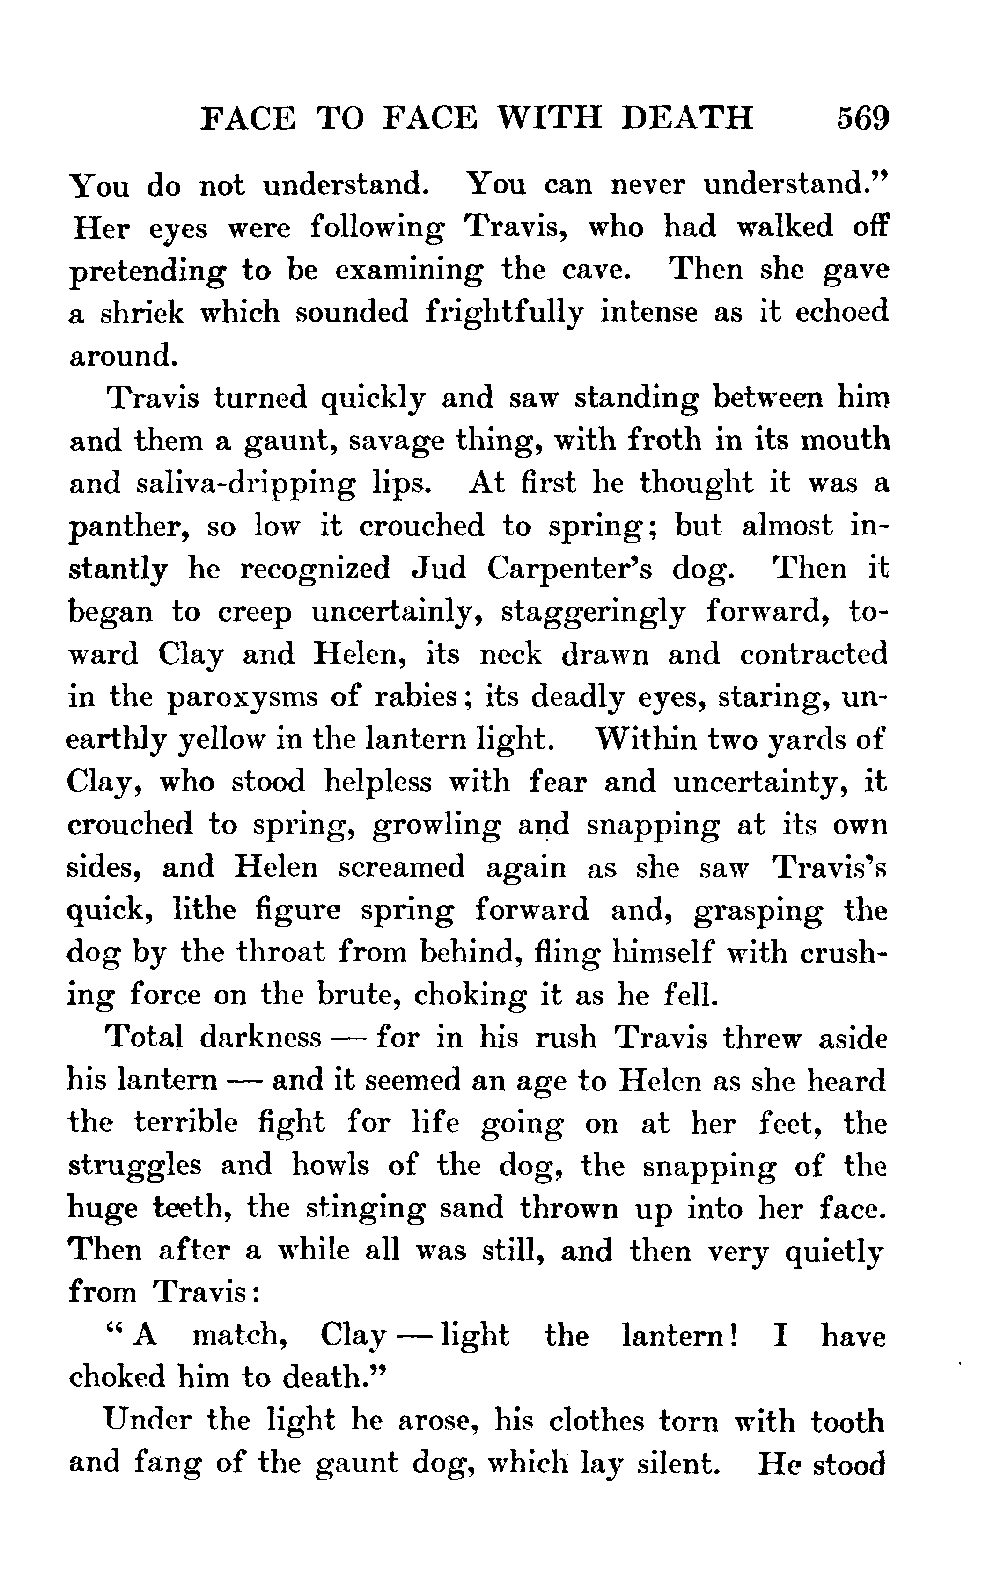 FACE TO FACE WITH DEATH 569
You do not understand. You can never understand.”
Her eyes were following Travis, who had walked off
pretending to be examining the cave. Then she gave
a shriek which sounded frightfully intense as it echoed
around.
Travis turned quickly and saw standing between him
and them a gaunt, savage thing, with froth in its mouth
and saliva-dripping lips. At first he thought it was a
panther, so low it crouched to spring; but almost in-
stantly he recognized Jud Carpenter’s dog. Then it
began to creep uncertainly, staggeringly forward, to-
ward Clay and Helen, its neck drawn and contracted
in the paroxysms of rabies; its deadly eyes, staring, un-
earthly yellow in the lantern light. Within two yards of
Clay, who stood helpless with fear and uncertainty, it
crouched to spring, growling and snapping at its own
sides, and Helen screamed again as she saw Travis’s
quick, lithe figure spring forward and, grasping the
dog by the throat from behind, fling himself with crush-
ing force on the brute, choking it as he fell.
Total darkness — for in his rush Travis threw aside
his lantern — and it seemed an age to Helen as she heard
the terrible fight for life going on at her feet, the
struggles and howls of the dog, the snapping of the
huge teeth, the stinging sand thrown up into her face.
Then after a while all was still, and then very quietly
from Travis:
“ A match, Clay — light the lantern! I have
choked him to death.”
Under the light he arose, his clothes torn with tooth
and fang of the gaunt dog, which lay silent. He stood